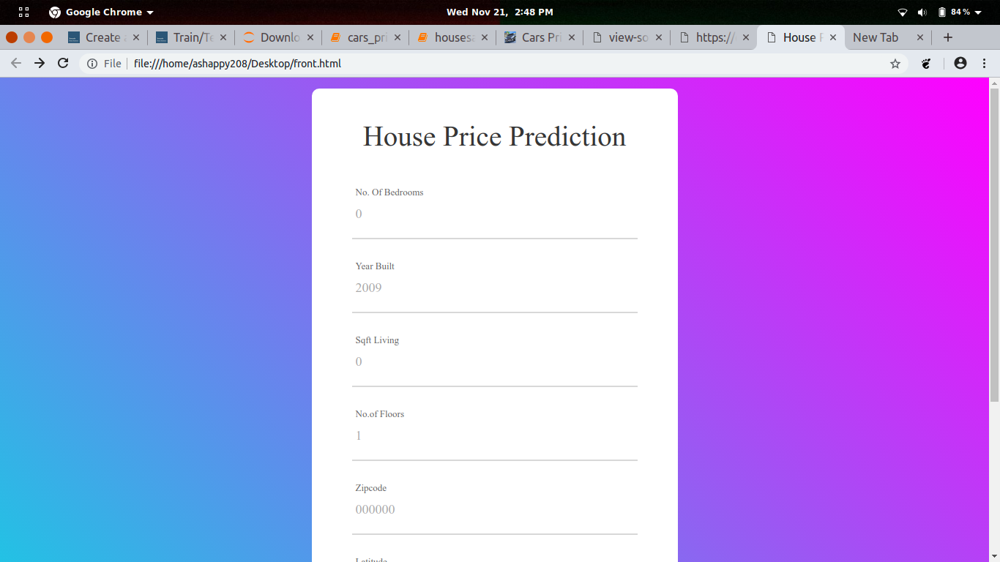 Google Chrome
Wed Nov 21, 2:48 PM
84%
Create a
Train/Te
Downlo
cars_pri
housesa
Cars Pri
view-so
https://
House P
New Tab
File
file:///home/ashappy208/Desktop/front.html
House Price Prediction
No. Of Bedrooms
0
Year Built
2009
Sqft Living
0
No.of Floors
1
Zipcode
000000
Latitude